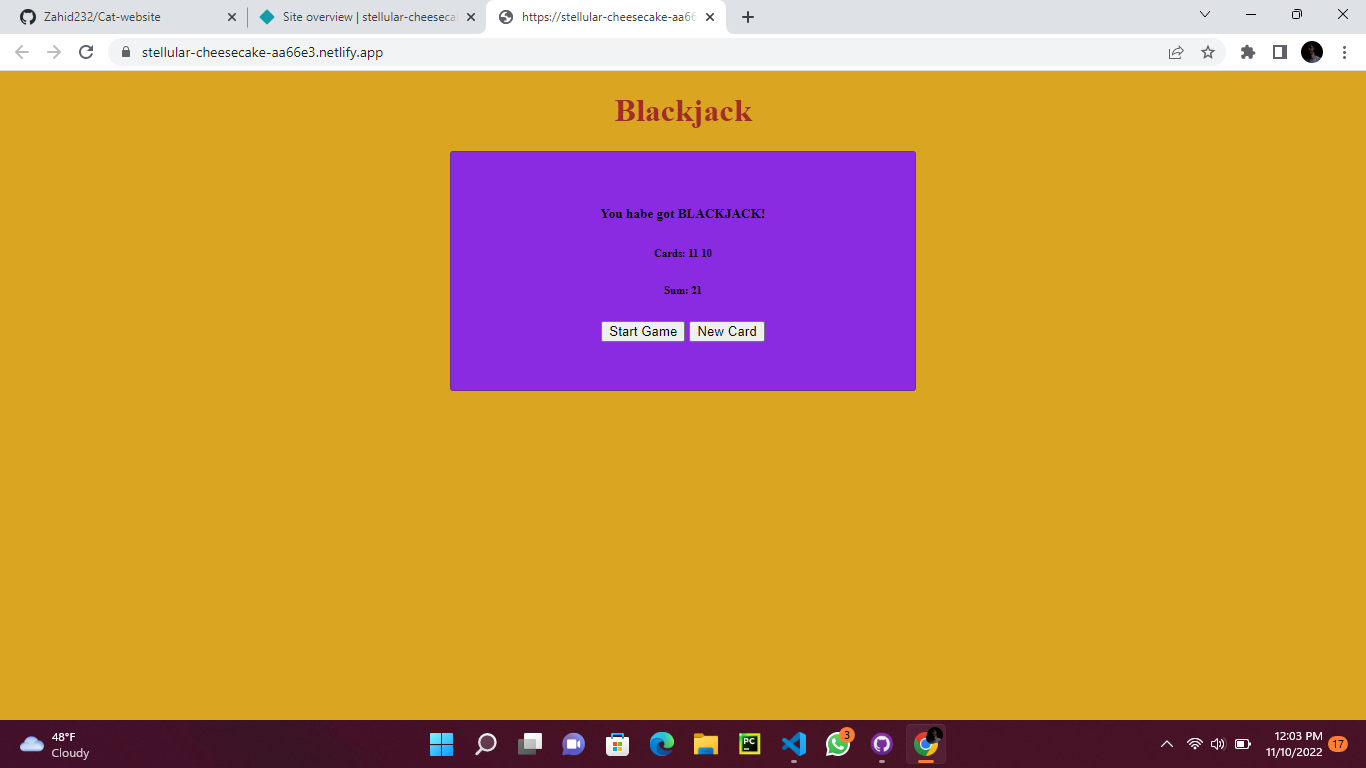 Zahid232/Cat-website
Site overview | stellular-cheeseca
https://stellular-cheesecake-aa66
stellular-cheesecake-aa66e3.netlify.app
Blackjack
You habe got BLACKJACK!
Cards: 11 10
Sum: 21
Start Game New Card
48°F
Cloudy
PC
3
12:03 PM
11/10/2022
17